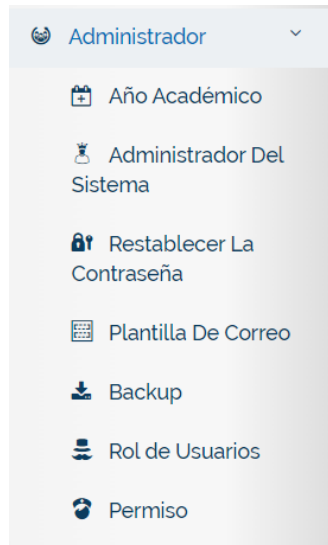 Administrador
Año Académico
Administrador Del
Sistema
Restablecer La
Contraseña
Plantilla De Correo
Backup
Rol de Usuarios
Permiso